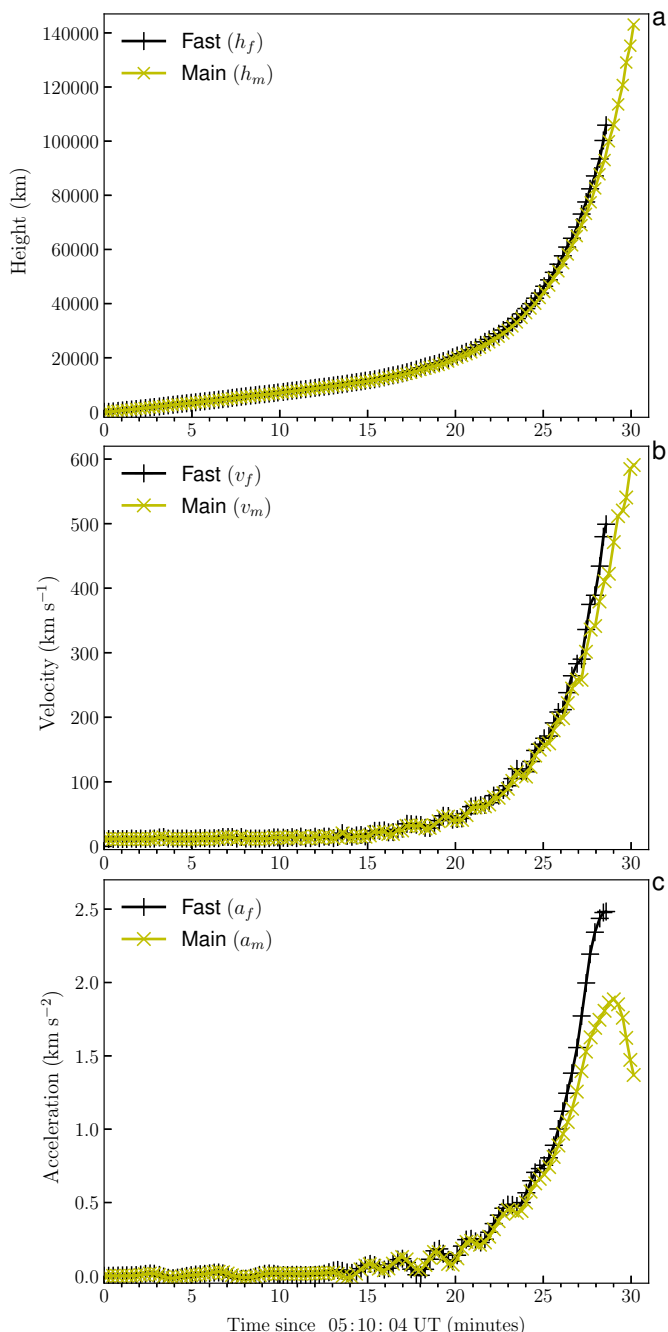 a
140000
120000
100000
80000
60000
40000
20000
0
Height (km)
Fast (h_f)
Main (h_m)
0 5 10 15 20 25 30
b
600
500
400
300
200
100
0
Velocity (km s⁻¹)
Fast (v_f)
Main (v_m)
0 5 10 15 20 25 30
c
2.5
2.0
1.5
1.0
0.5
0.0
Acceleration (km s⁻²)
Fast (a_f)
Main (a_m)
0 5 10 15 20 25 30
Time since 05:10:04 UT (minutes)